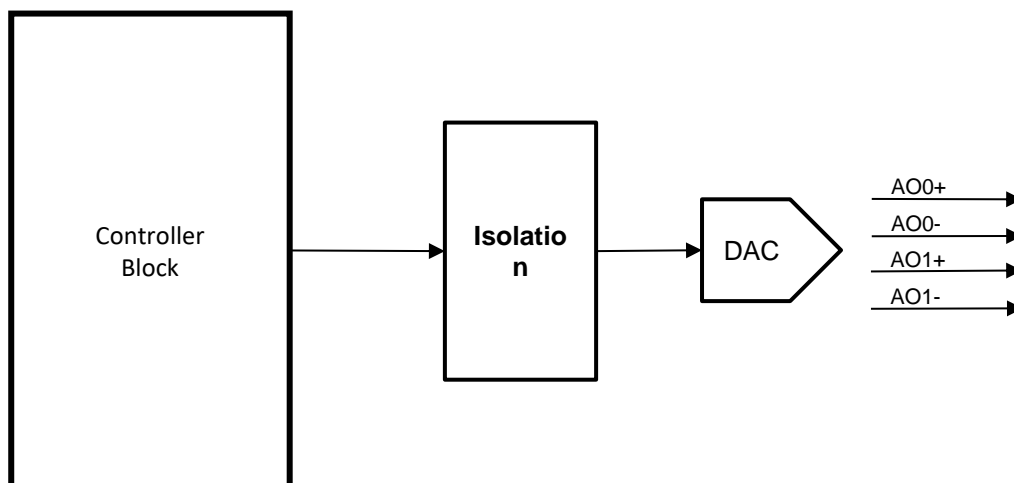 Controller
Block
Isolatio
n
DAC
AO0+
AO0-
AO1+
AO1-